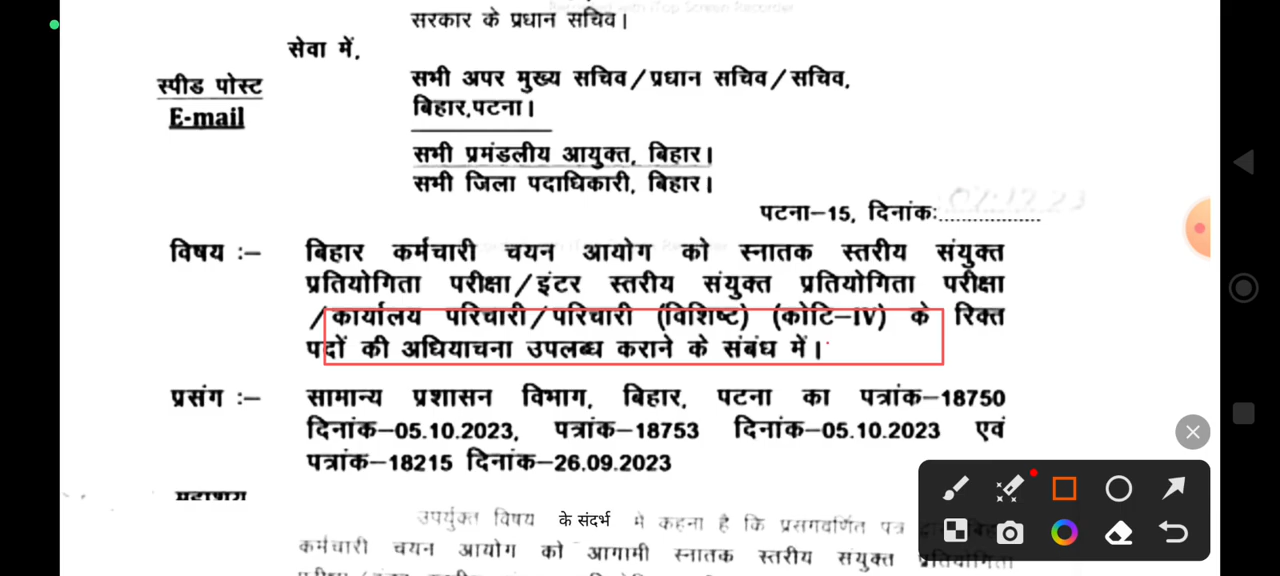 सरकार के प्रधान सचिव।
सेवा में,
स्पीड पोस्ट
E-mail
सभी अपर मुख्य सचिव/प्रधान सचिव/सचिव,
बिहार,पटना।
सभी प्रमंडलीय आयुक्त, बिहार।
सभी जिला पदाधिकारी, बिहार।
07.12.23
पटना-15, दिनांकः....................
विषय :- बिहार कर्मचारी चयन आयोग को स्नातक स्तरीय संयुक्त
प्रतियोगिता परीक्षा/इंटर स्तरीय संयुक्त प्रतियोगिता परीक्षा
/कार्यालय परिचारी/परिचारी (विशिष्ट) (कोटि-IV) के रिक्त
पदों की अधियाचना उपलब्ध कराने के संबंध में।
प्रसंग :- सामान्य प्रशासन विभाग, बिहार, पटना का पत्रांक-18750
दिनांक-05.10.2023, पत्रांक-18753 दिनांक-05.10.2023 एवं
पत्रांक-18215 दिनांक-26.09.2023
उपर्युक्त विषय के संदर्भ में कहना है कि प्रसंगवर्णित पत्र
कर्मचारी चयन आयोग को आगामी स्नातक स्तरीय संयुक्त प्रतियोगिता